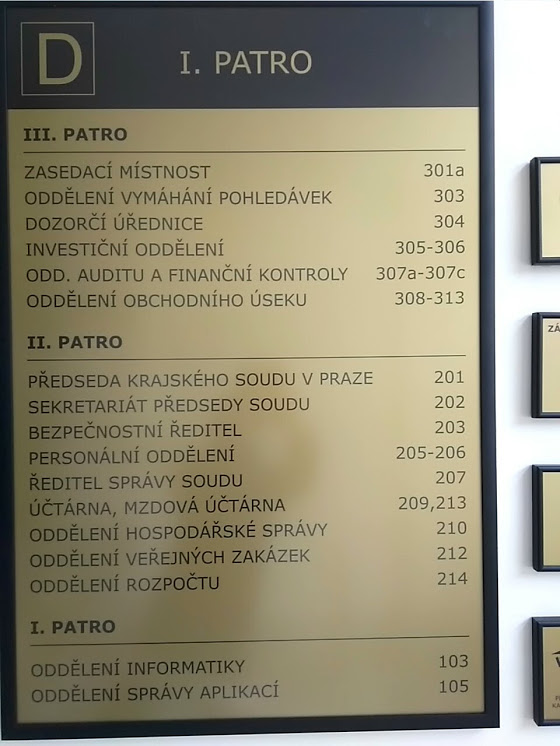 D
I. PATRO
III. PATRO
ZASEDACÍ MÍSTNOST 301a
ODDĚLENÍ VYMÁHÁNÍ POHLEDÁVEK 303
DOZORČÍ ÚŘEDNICE 304
INVESTIČNÍ ODDĚLENÍ 305-306
ODD. AUDITU A FINANČNÍ KONTROLY 307a-307c
ODDĚLENÍ OBCHODNÍHO ÚSEKU 308-313
II. PATRO
PŘEDSEDA KRAJSKÉHO SOUDU V PRAZE 201
SEKRETARIÁT PŘEDSEDY SOUDU 202
BEZPEČNOSTNÍ ŘEDITEL 203
PERSONÁLNÍ ODDĚLENÍ 205-206
ŘEDITEL SPRÁVY SOUDU 207
ÚČTÁRNA, MZDOVÁ ÚČTÁRNA 209,213
ODDĚLENÍ HOSPODÁŘSKÉ SPRÁVY 210
ODDĚLENÍ VEŘEJNÝCH ZAKÁZEK 212
ODDĚLENÍ ROZPOČTU 214
I. PATRO
ODDĚLENÍ INFORMATIKY 103
ODDĚLENÍ SPRÁVY APLIKACÍ 105